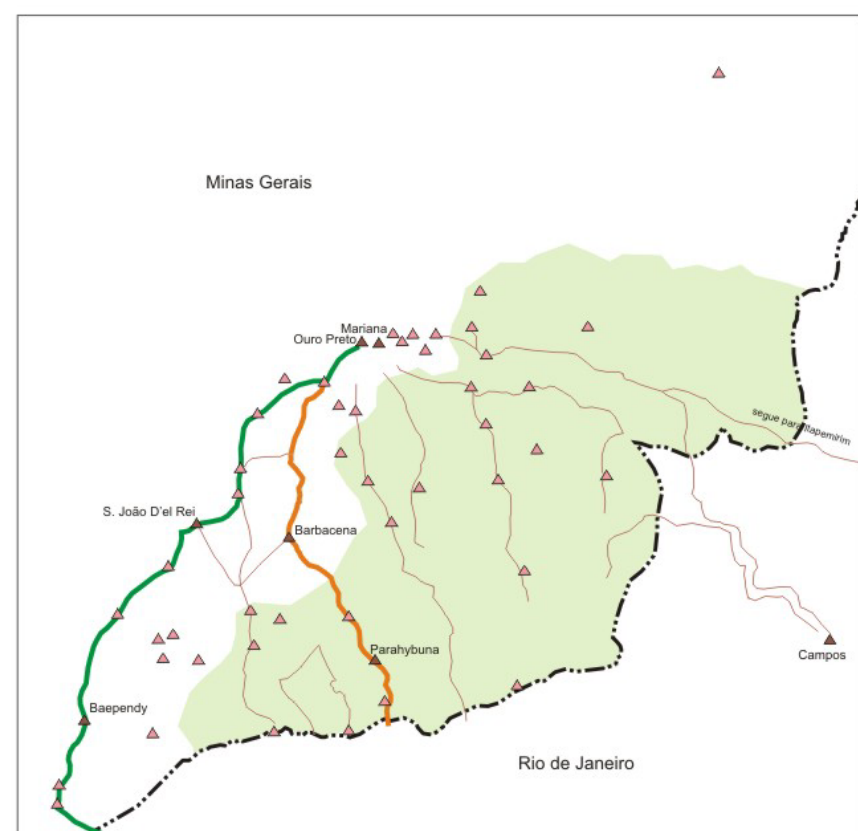 Minas Gerais
Mariana
Ouro Preto
segue para Itapemirim
S. João D'el Rei
Barbacena
Campos
Parahybuna
Baependy
Rio de Janeiro